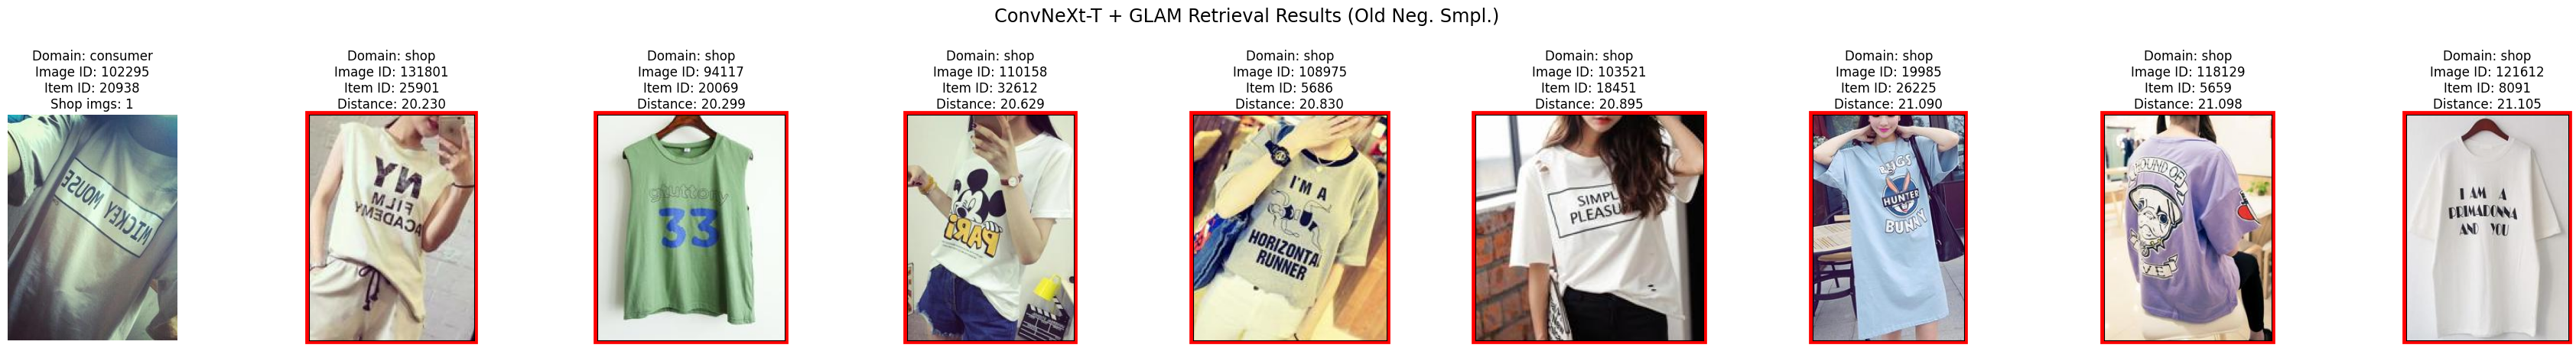 ConvNeXt-T + GLAM Retrieval Results (Old Neg. Smpl.)
Domain: consumer
Image ID: 102295
Item ID: 20938
Shop imgs: 1
MICKEY MOUSE
Domain: shop
Image ID: 131801
Item ID: 25901
Distance: 20.230
NY
FILM
ACADEMY
Domain: shop
Image ID: 94117
Item ID: 20069
Distance: 20.299
gluttony
33
Domain: shop
Image ID: 110158
Item ID: 32612
Distance: 20.629
PARI
Domain: shop
Image ID: 108975
Item ID: 5686
Distance: 20.830
I'M A
HORIZONTAL
RUNNER
Domain: shop
Image ID: 103521
Item ID: 18451
Distance: 20.895
SIMPL
PLEASU
Domain: shop
Image ID: 19985
Item ID: 26225
Distance: 21.090
BUGS
HUNTER
BUNNY
Domain: shop
Image ID: 118129
Item ID: 5659
Distance: 21.098
HOUND OF
Domain: shop
Image ID: 121612
Item ID: 8091
Distance: 21.105
I AM A
PRIMADONNA
AND YOU